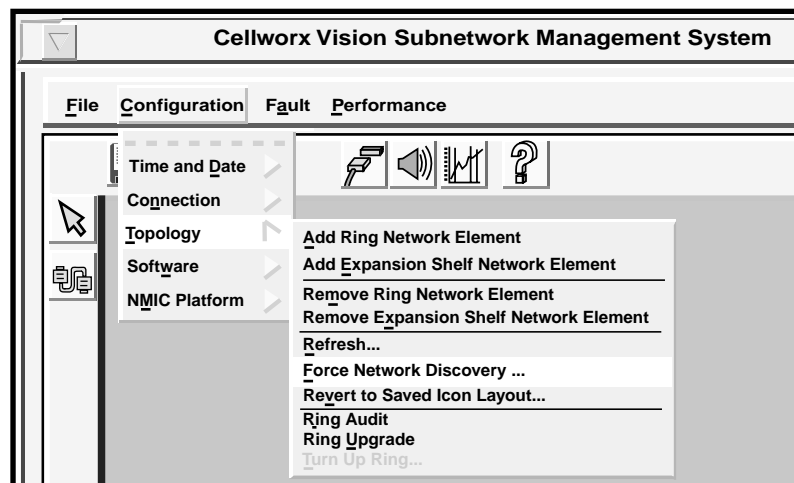 Cellworx Vision Subnetwork Management System
File Configuration Fault Performance
Time and Date
Connection
Topology
Software
NMIC Platform
Add Ring Network Element
Add Expansion Shelf Network Element
Remove Ring Network Element
Remove Expansion Shelf Network Element
Refresh...
Force Network Discovery ...
Revert to Saved Icon Layout...
Ring Audit
Ring Upgrade
Turn Up Ring...